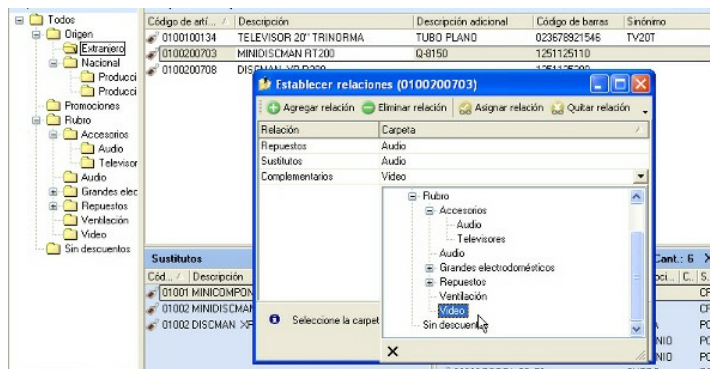 Todos
Origen
Extranjero
Nacional
Producci
Producci
Promociones
Rubro
Accesorios
Audio
Televisor
Audio
Grandes elec
Repuestos
Ventilación
Video
Sin descuentos
Código de artí... Descripción Descripción adicional Código de barras Sinónimo
0100100134 TELEVISOR 20" TRINORMA TUBO PLANO 023678921546 TV20T
0100200703 MINIDISCMAN RT200 Q-8150 1251125110
0100200708
Establecer relaciones (0100200703)
Agregar relación Eliminar relación Asignar relación Quitar relación
Relación Carpeta
Repuestos Audio
Sustitutos Audio
Complementarios Video
Rubro
Accesorios
Audio
Televisores
Audio
Grandes electrodomésticos
Repuestos
Ventilación
Video
Sin descuentos
Seleccione la carpet
Sustitutos
Cód... Descripción
01001 MINICOMPON
01002 MINIDISCMAN
01002 DISCMAN
Cant.: 6
C.. S.